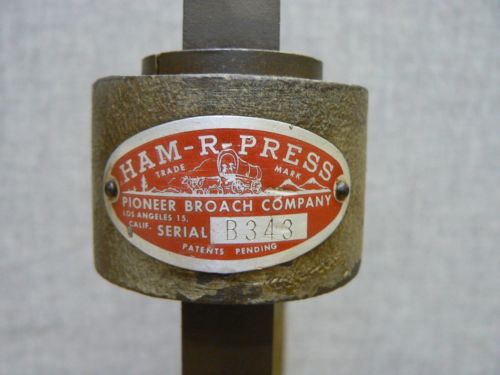 HAM-R-PRESS
TRADE MARK
PIONEER BROACH COMPANY
LOS ANGELES 15,
CALIF. SERIAL B343
PATENTS PENDING